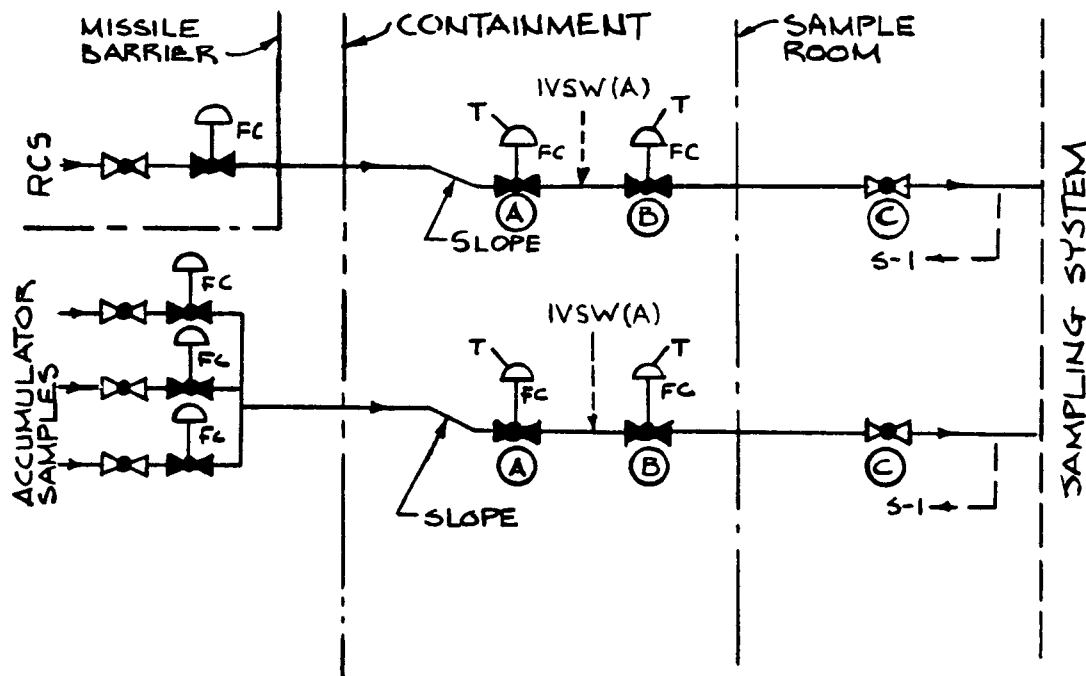 MISSILE
BARRIER
CONTAINMENT
SAMPLE
ROOM
IVSW(A)
T
T
FC
FC
FC
RCS
A
B
C
SLOPE
S-1
SAMPLING SYSTEM
ACCUMULATOR
SAMPLES
FC
FC
FC
IVSW(A)
T
T
FC
FC
A
B
C
SLOPE
S-1